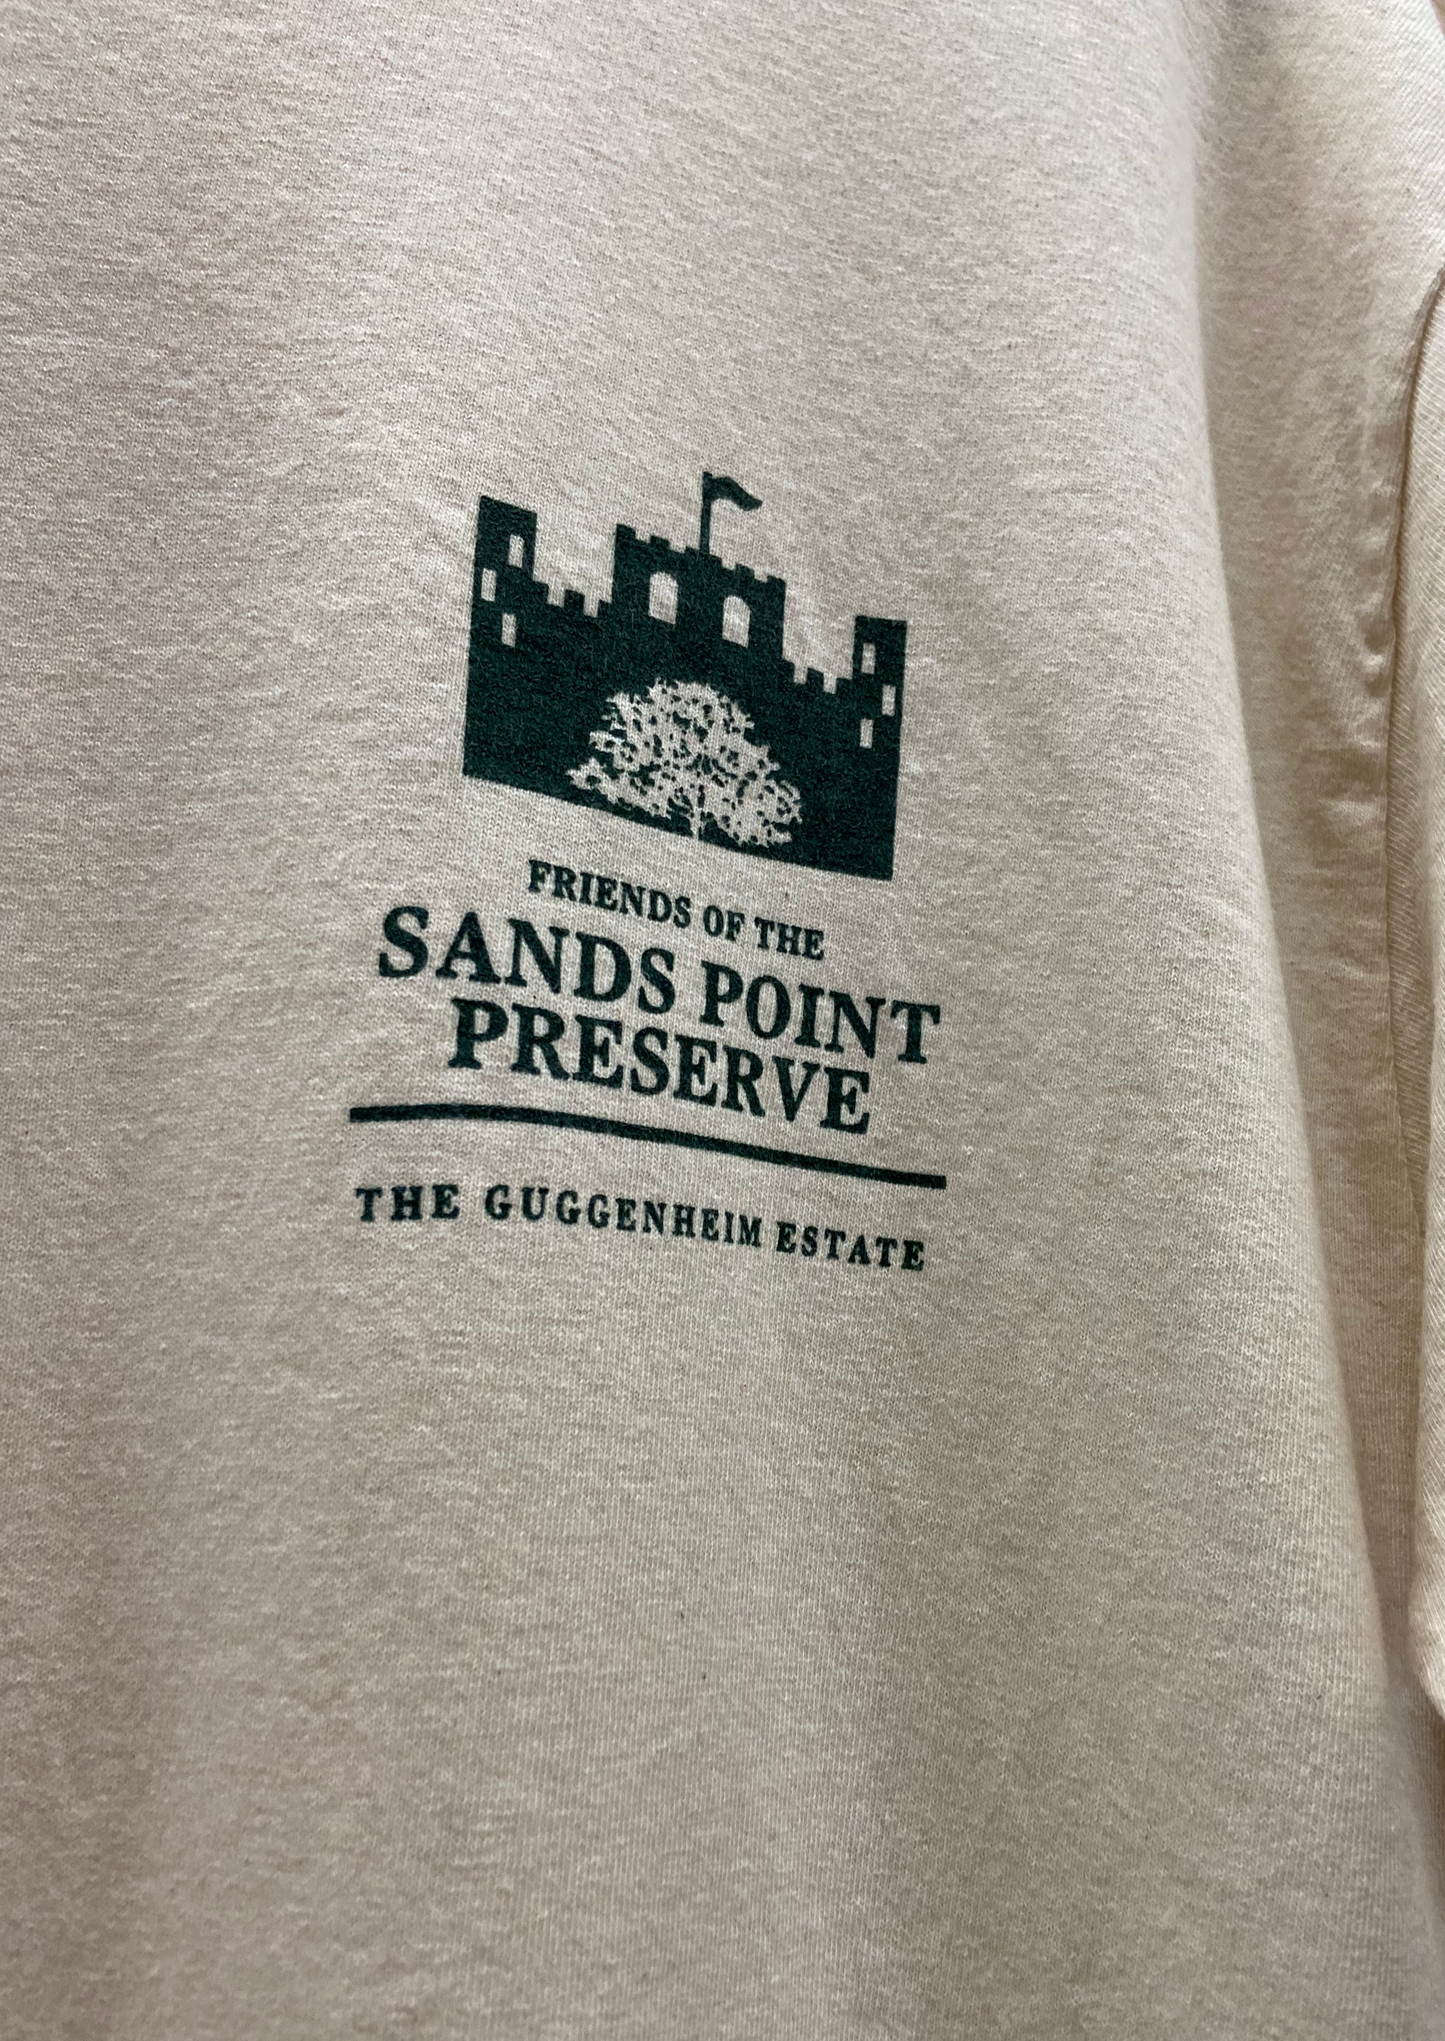 FRIENDS OF THE
SANDS POINT
PRESERVE
THE GUGGENHEIM ESTATE